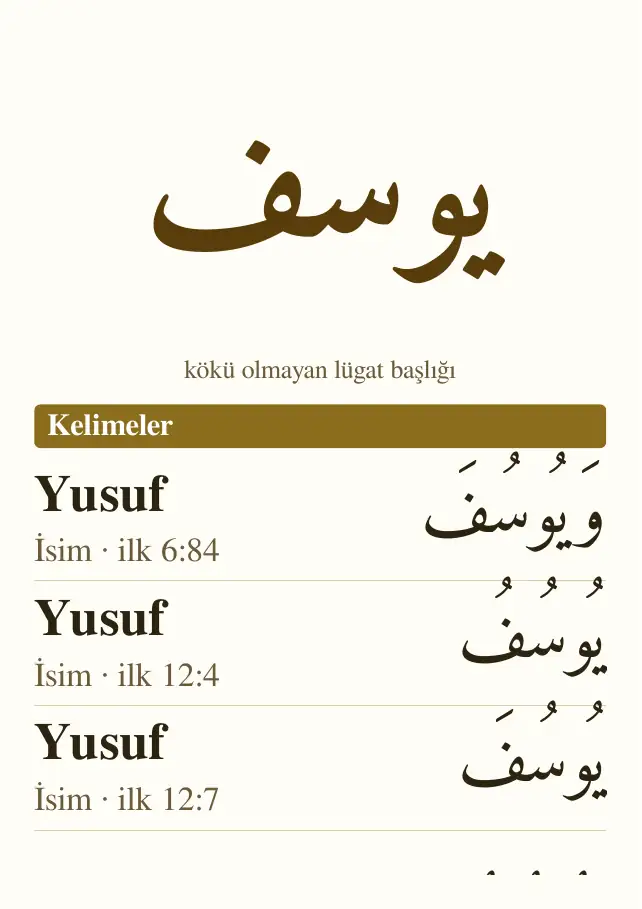 يوسف
kökü olmayan lügat başlığı
Kelimeler
Yusuf وَيُوسُفَ
İsim · ilk 6:84
Yusuf يُوسُفُ
İsim · ilk 12:4
Yusuf يُوسُفَ
İsim · ilk 12:7